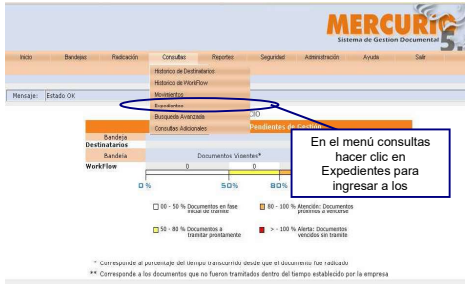 MERCURIO
Sistema de Gestion Documental
5.
Inicio Bandejas Radicación Consultas Reportes Seguridad Administración Ayuda Salir
Historico de Destinatarios
Historico de WorkFlow
Mensaje: Estado OK
Movimientos
Expedientes
Busqueda Avanzada
Consultas Adicionales
Pendientes de Gestion
Bandeja
Destinatarios
Bandeja
Documentos Vigentes*
WorkFlow
0 0
0 % 50% 80%
00 - 50 % Documentos en fase inicial de tramite
80 - 100 % Atención: Documentos próximos a vencerse
50 - 80 % Documentos a tramitar prontamente
> - 100 % Alerta: Documentos vencidos sin tramite
* Corresponde al porcentaje del tiempo transcurrido desde que el documento fue radicado
** Corresponde a los documentos que no fueron tramitados dentro del tiempo establecido por la empresa
En el menú consultas
hacer clic en
Expedientes para
ingresar a los